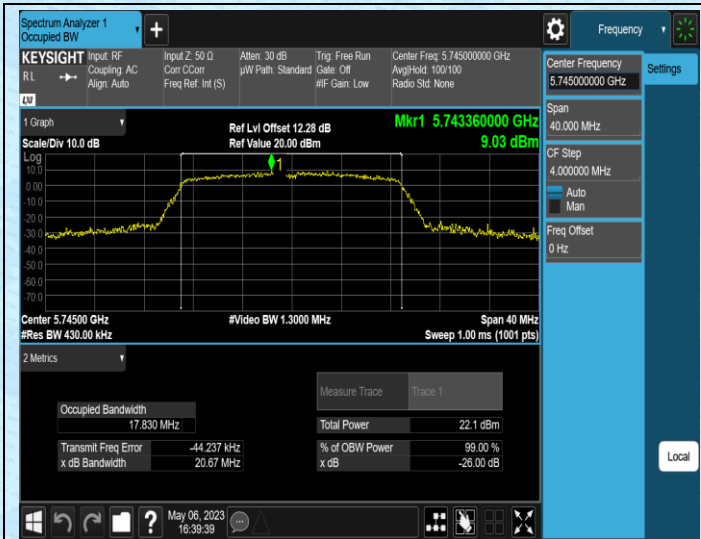 Spectrum Analyzer 1
Occupied BW
+
Frequency
KEYSIGHT
RL
LXI
Input: RF
Coupling: AC
Align: Auto
Input Z: 50 Ω
Corr CCorr
Freq Ref: Int (S)
Atten: 30 dB
µW Path: Standard
Trig: Free Run
Gate: Off
#IF Gain: Low
Center Freq: 5.745000000 GHz
Avg|Hold: 100/100
Radio Std: None
Center Frequency
5.745000000 GHz
Settings
Span
40.000 MHz
CF Step
4.000000 MHz
Auto
Man
Freq Offset
0 Hz
Local
1 Graph
Scale/Div 10.0 dB
Ref Lvl Offset 12.28 dB
Ref Value 20.00 dBm
Mkr1 5.743360000 GHz
9.03 dBm
Log
10.0
0.00
-10.0
-20.0
-30.0
-40.0
-50.0
-60.0
-70.0
1
Center 5.74500 GHz
#Res BW 430.00 kHz
#Video BW 1.3000 MHz
Span 40 MHz
Sweep 1.00 ms (1001 pts)
2 Metrics
Measure Trace
Trace 1
Occupied Bandwidth
17.830 MHz
Total Power
22.1 dBm
Transmit Freq Error
-44.237 kHz
% of OBW Power
99.00 %
x dB Bandwidth
20.67 MHz
x dB
-26.00 dB
?
May 06, 2023
16:39:39